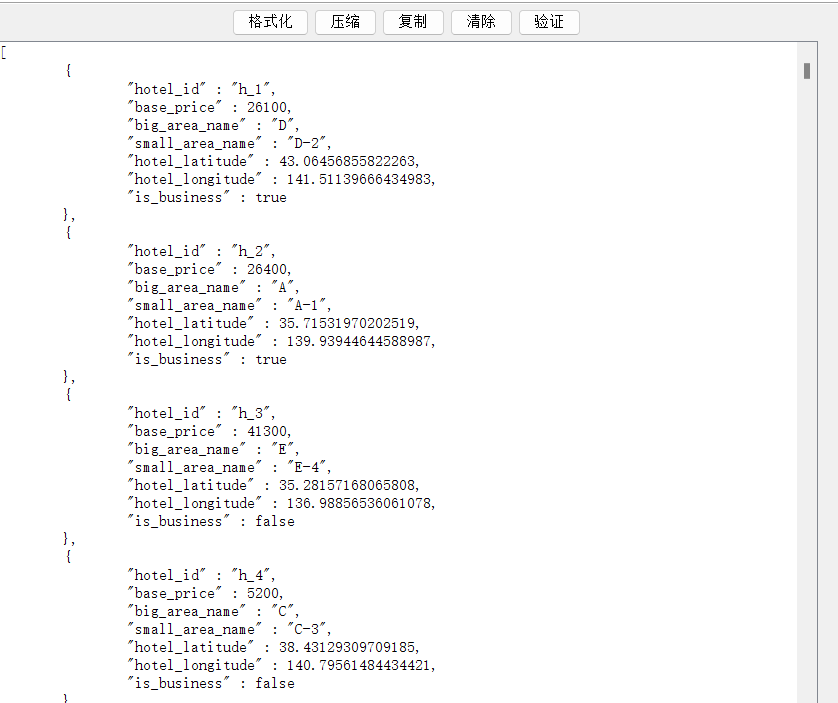 格式化 压缩 复制 清除 验证
[
{
"hotel_id" : "h_1",
"base_price" : 26100,
"big_area_name" : "D",
"small_area_name" : "D-2",
"hotel_latitude" : 43.06456855822263,
"hotel_longitude" : 141.51139666434983,
"is_business" : true
},
{
"hotel_id" : "h_2",
"base_price" : 26400,
"big_area_name" : "A",
"small_area_name" : "A-1",
"hotel_latitude" : 35.71531970202519,
"hotel_longitude" : 139.93944644588987,
"is_business" : true
},
{
"hotel_id" : "h_3",
"base_price" : 41300,
"big_area_name" : "E",
"small_area_name" : "E-4",
"hotel_latitude" : 35.28157168065808,
"hotel_longitude" : 136.98856536061078,
"is_business" : false
},
{
"hotel_id" : "h_4",
"base_price" : 5200,
"big_area_name" : "C",
"small_area_name" : "C-3",
"hotel_latitude" : 38.43129309709185,
"hotel_longitude" : 140.79561484434421,
"is_business" : false
}